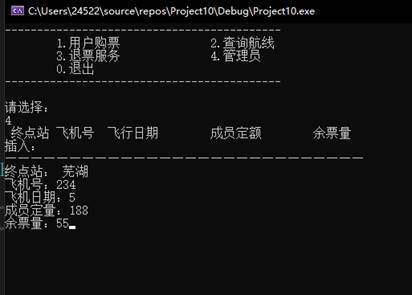 C:\Users\24522\source\repos\Project10\Debug\Project10.exe
----------------------------------------
1.用户购票 2.查询航线
3.退票服务 4.管理员
0.退出
----------------------------------------
请选择：
4
终点站 飞机号 飞行日期 成员定额 余票量
插入：
————————————————————————————
终点站： 芜湖
飞机号：234
飞机日期：5
成员定量：188
余票量：55